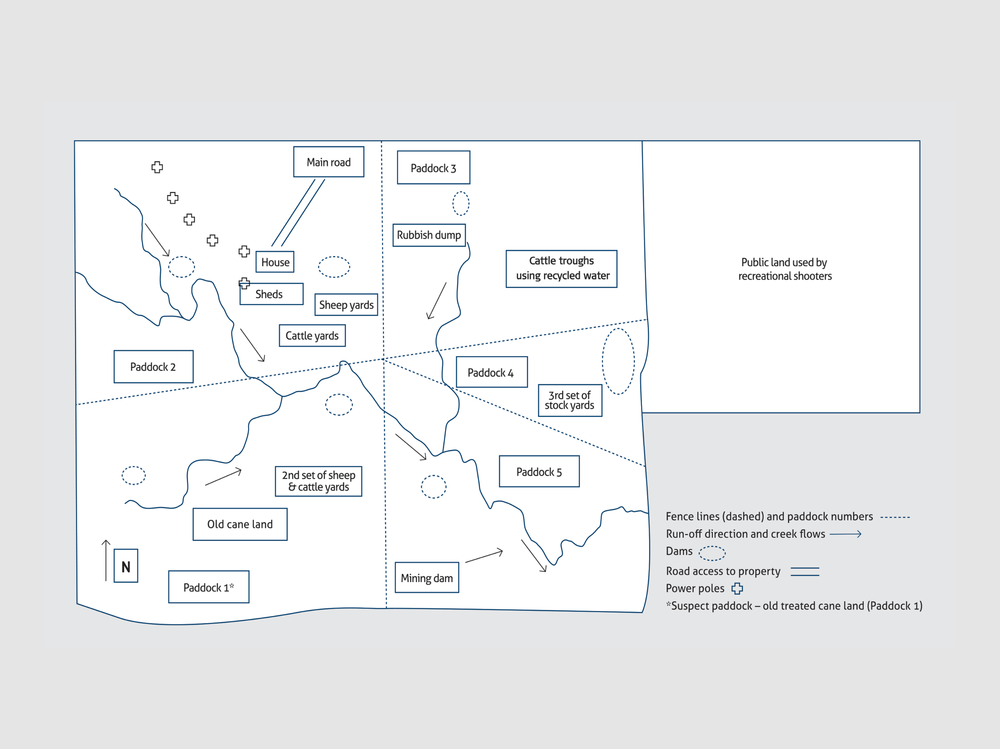 Main road
Paddock 3
Rubbish dump
House
Cattle troughs
using recycled water
Public land used by
recreational shooters
Sheds
Sheep yards
Cattle yards
Paddock 2
Paddock 4
3rd set of
stock yards
Paddock 5
2nd set of sheep
& cattle yards
Old cane land
N
Mining dam
Paddock 1*
Fence lines (dashed) and paddock numbers
Run-off direction and creek flows
Dams
Road access to property
Power poles
*Suspect paddock – old treated cane land (Paddock 1)